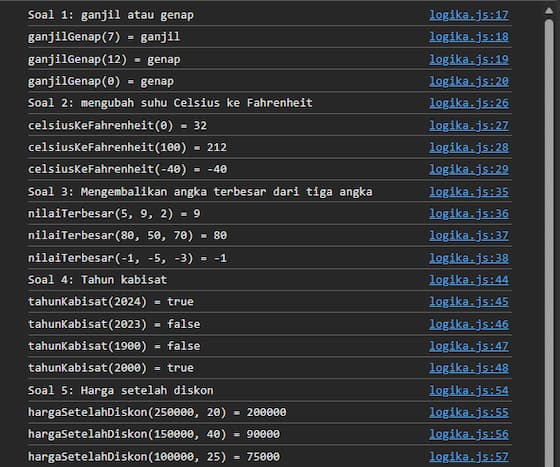 Soal 1: ganjil atau genap logika.js:17
ganjilGenap(7) = ganjil logika.js:18
ganjilGenap(12) = genap logika.js:19
ganjilGenap(0) = genap logika.js:20
Soal 2: mengubah suhu Celsius ke Fahrenheit logika.js:26
celsiusKeFahrenheit(0) = 32 logika.js:27
celsiusKeFahrenheit(100) = 212 logika.js:28
celsiusKeFahrenheit(-40) = -40 logika.js:29
Soal 3: Mengembalikan angka terbesar dari tiga angka logika.js:35
nilaiTerbesar(5, 9, 2) = 9 logika.js:36
nilaiTerbesar(80, 50, 70) = 80 logika.js:37
nilaiTerbesar(-1, -5, -3) = -1 logika.js:38
Soal 4: Tahun kabisat logika.js:44
tahunKabisat(2024) = true logika.js:45
tahunKabisat(2023) = false logika.js:46
tahunKabisat(1900) = false logika.js:47
tahunKabisat(2000) = true logika.js:48
Soal 5: Harga setelah diskon logika.js:54
hargaSetelahDiskon(250000, 20) = 200000 logika.js:55
hargaSetelahDiskon(150000, 40) = 90000 logika.js:56
hargaSetelahDiskon(100000, 25) = 75000 logika.js:57